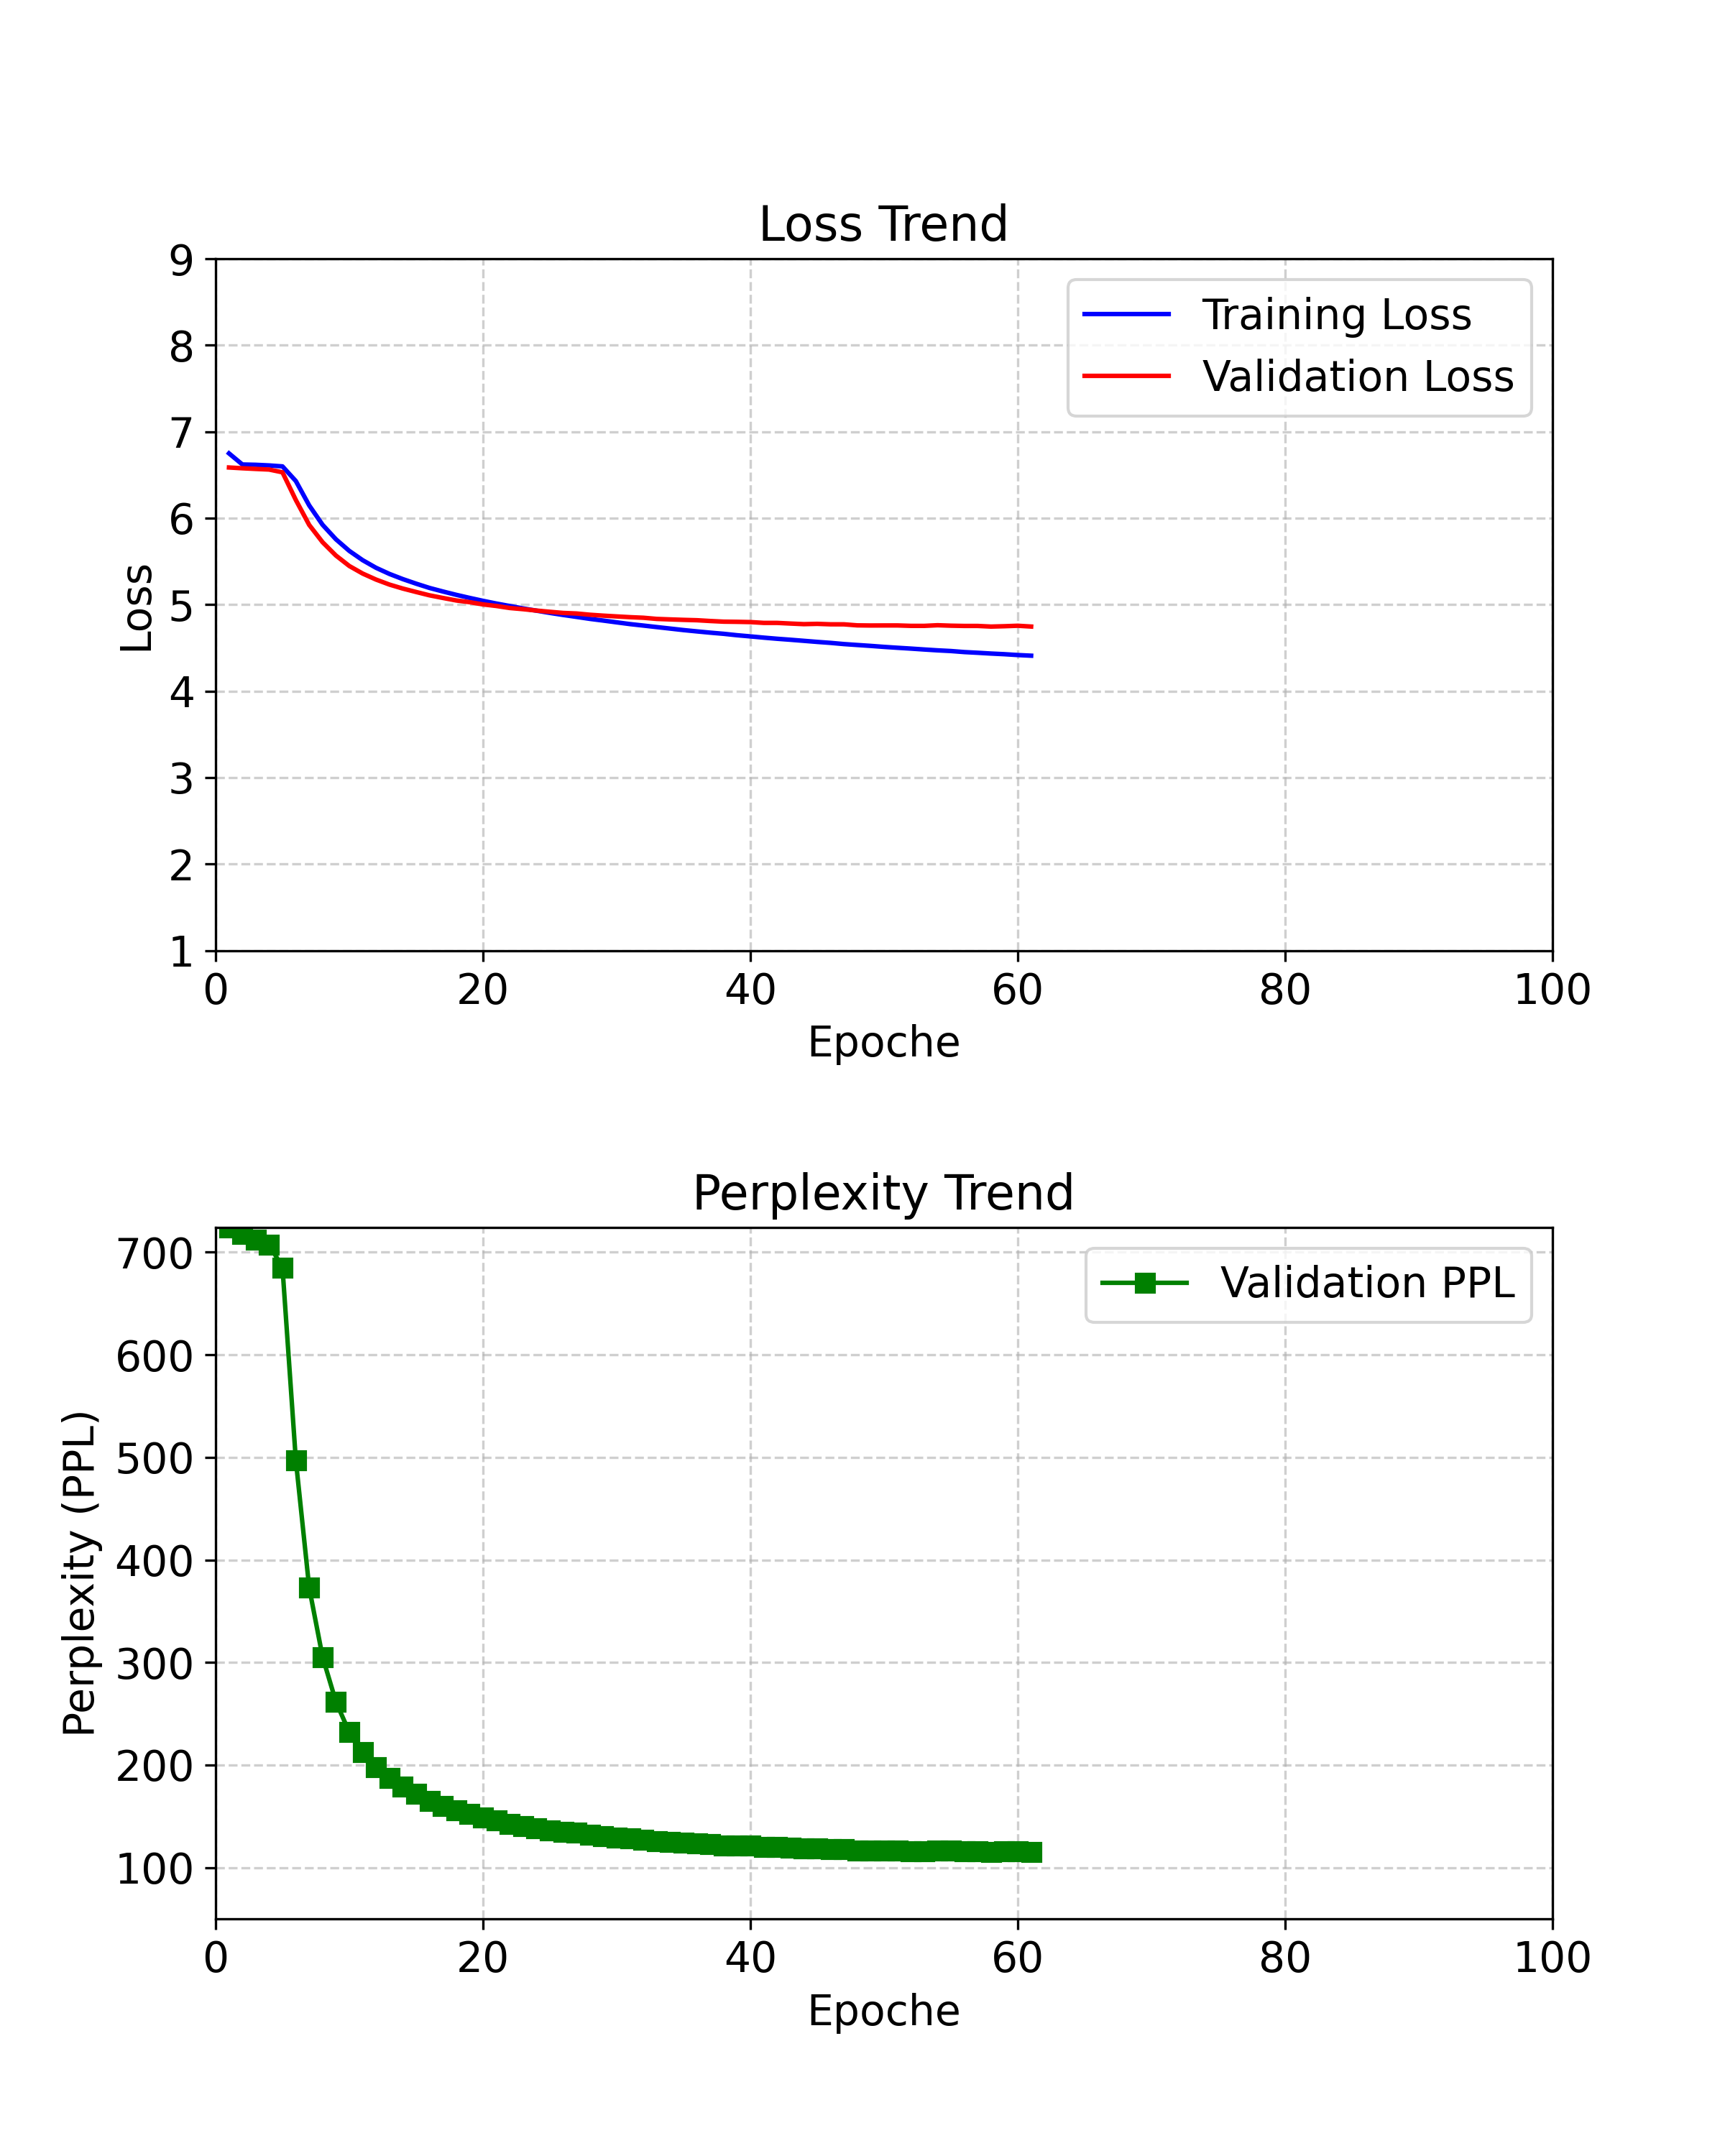 Loss Trend
9
8
7
6
5
4
3
2
1
Loss
Training Loss
Validation Loss
0 20 40 60 80 100
Epoche
Perplexity Trend
700
600
500
400
300
200
100
Perplexity (PPL)
Validation PPL
0 20 40 60 80 100
Epoche